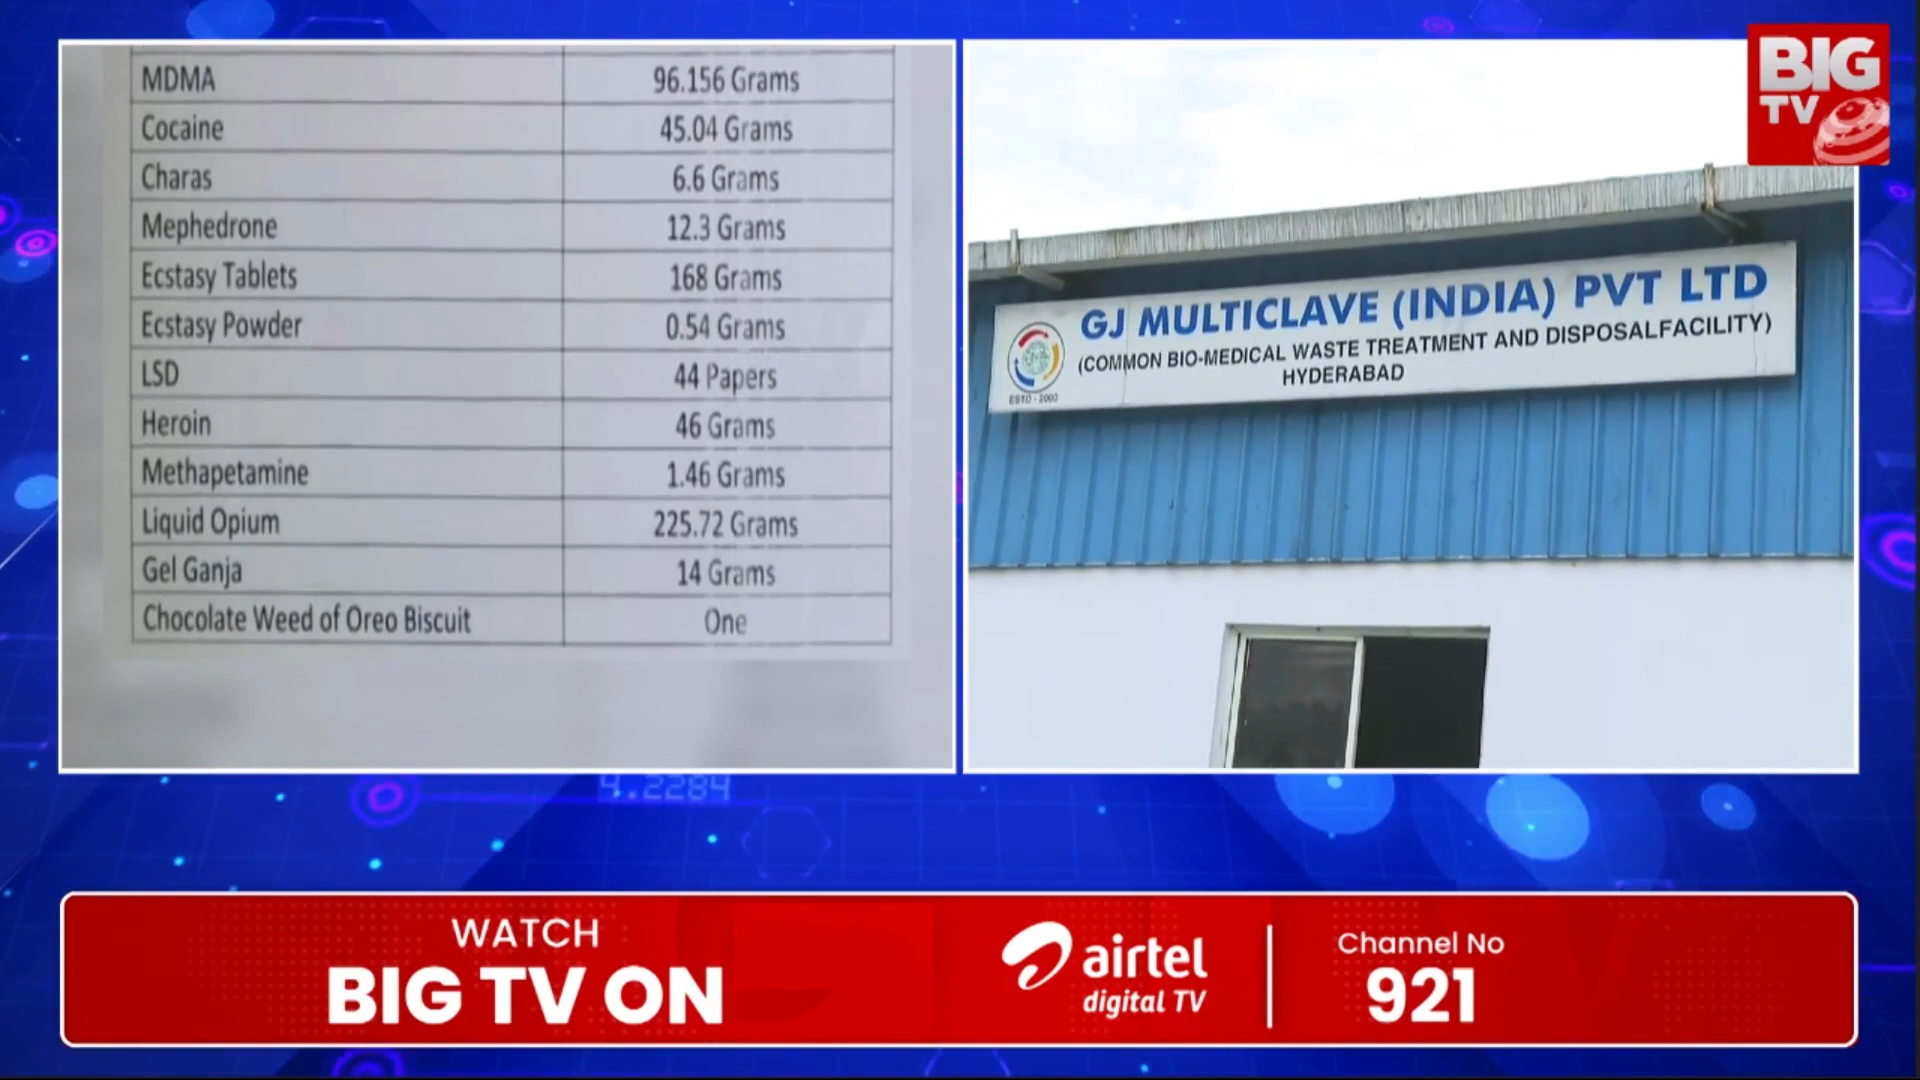 MDMA 96.156 Grams
Cocaine 45.04 Grams
Charas 6.6 Grams
Mephedrone 12.3 Grams
Ecstasy Tablets 168 Grams
Ecstasy Powder 0.54 Grams
LSD 44 Papers
Heroin 46 Grams
Methapetamine 1.46 Grams
Liquid Opium 225.72 Grams
Gel Ganja 14 Grams
Chocolate Weed of Oreo Biscuit One
GJ MULTICLAVE (INDIA) PVT LTD
(COMMON BIO-MEDICAL WASTE TREATMENT AND DISPOSALFACILITY)
HYDERABAD
ESTD - 2000
BIG
TV
4.2284
WATCH
BIG TV ON
airtel
digital TV
Channel No
921